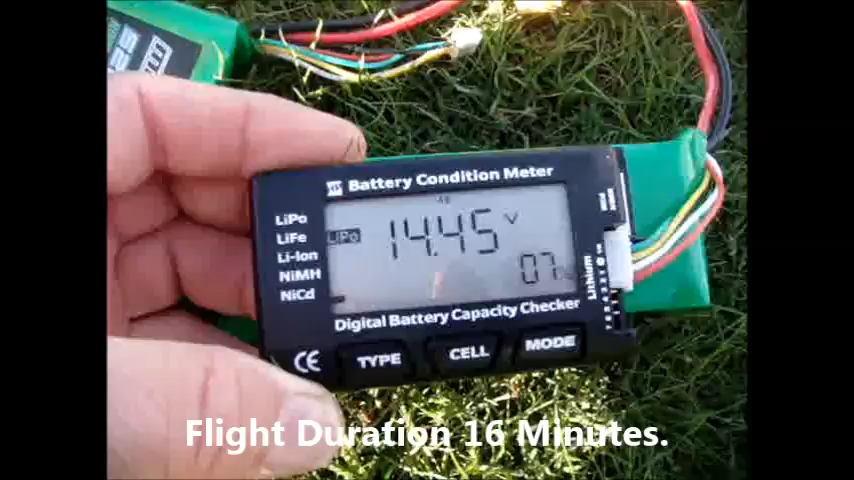 25
Battery Condition Meter
LiPo
LiFe
Li-Ion
NiMH
NiCd
LiPo
14.45 V
07%
Lithium
Digital Battery Capacity Checker
CE
TYPE
CELL
MODE
Flight Duration 16 Minutes.